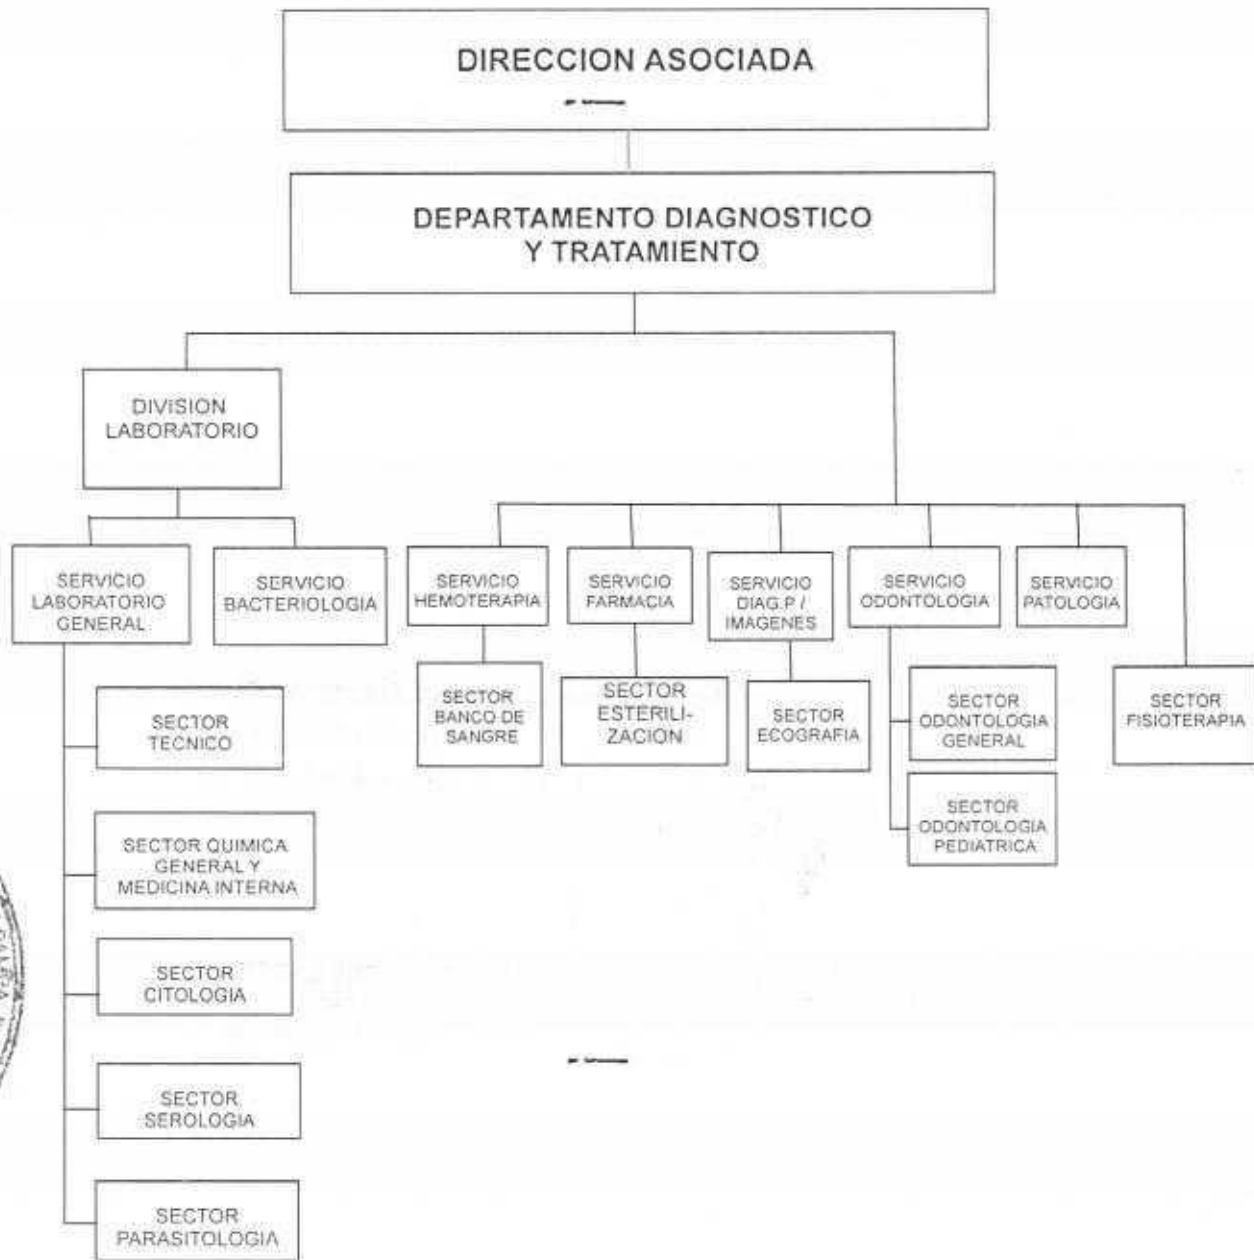 DIRECCION ASOCIADA
DEPARTAMENTO DIAGNOSTICO
Y TRATAMIENTO
DIVISION
LABORATORIO
SERVICIO
LABORATORIO
GENERAL
SERVICIO
BACTERIOLOGIA
SERVICIO
HEMOTERAPIA
SERVICIO
FARMACIA
SERVICIO
DIAG.P /
IMAGENES
SERVICIO
ODONTOLOGIA
SERVICIO
PATOLOGIA
SECTOR
BANCO DE
SANGRE
SECTOR
ESTERILI-
ZACION
SECTOR
ECOGRAFIA
SECTOR
ODONTOLOGIA
GENERAL
SECTOR
FISIOTERAPIA
SECTOR
ODONTOLOGIA
PEDIATRICA
SECTOR
TECNICO
SECTOR QUIMICA
GENERAL Y
MEDICINA INTERNA
SECTOR
CITOLOGIA
SECTOR
SEROLOGIA
SECTOR
PARASITOLOGIA